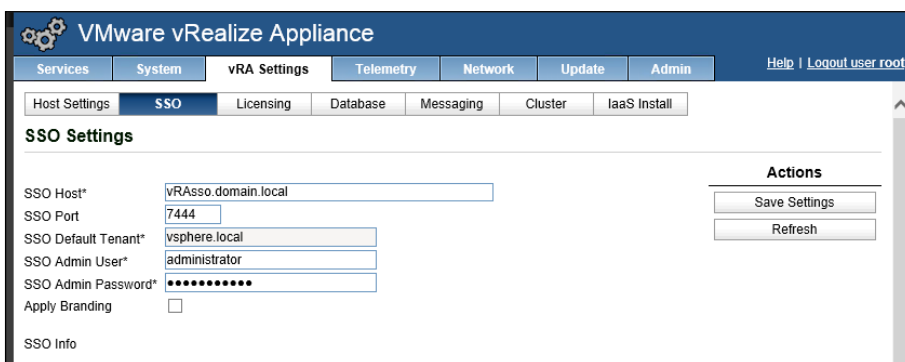 VMware vRealize Appliance
Services System vRA Settings Telemetry Network Update Admin Help | Logout user root
Host Settings SSO Licensing Database Messaging Cluster IaaS Install
SSO Settings
Actions
SSO Host* vRAsso.domain.local
Save Settings
SSO Port 7444
Refresh
SSO Default Tenant* vsphere.local
SSO Admin User* administrator
SSO Admin Password* •••••••••••
Apply Branding
SSO Info